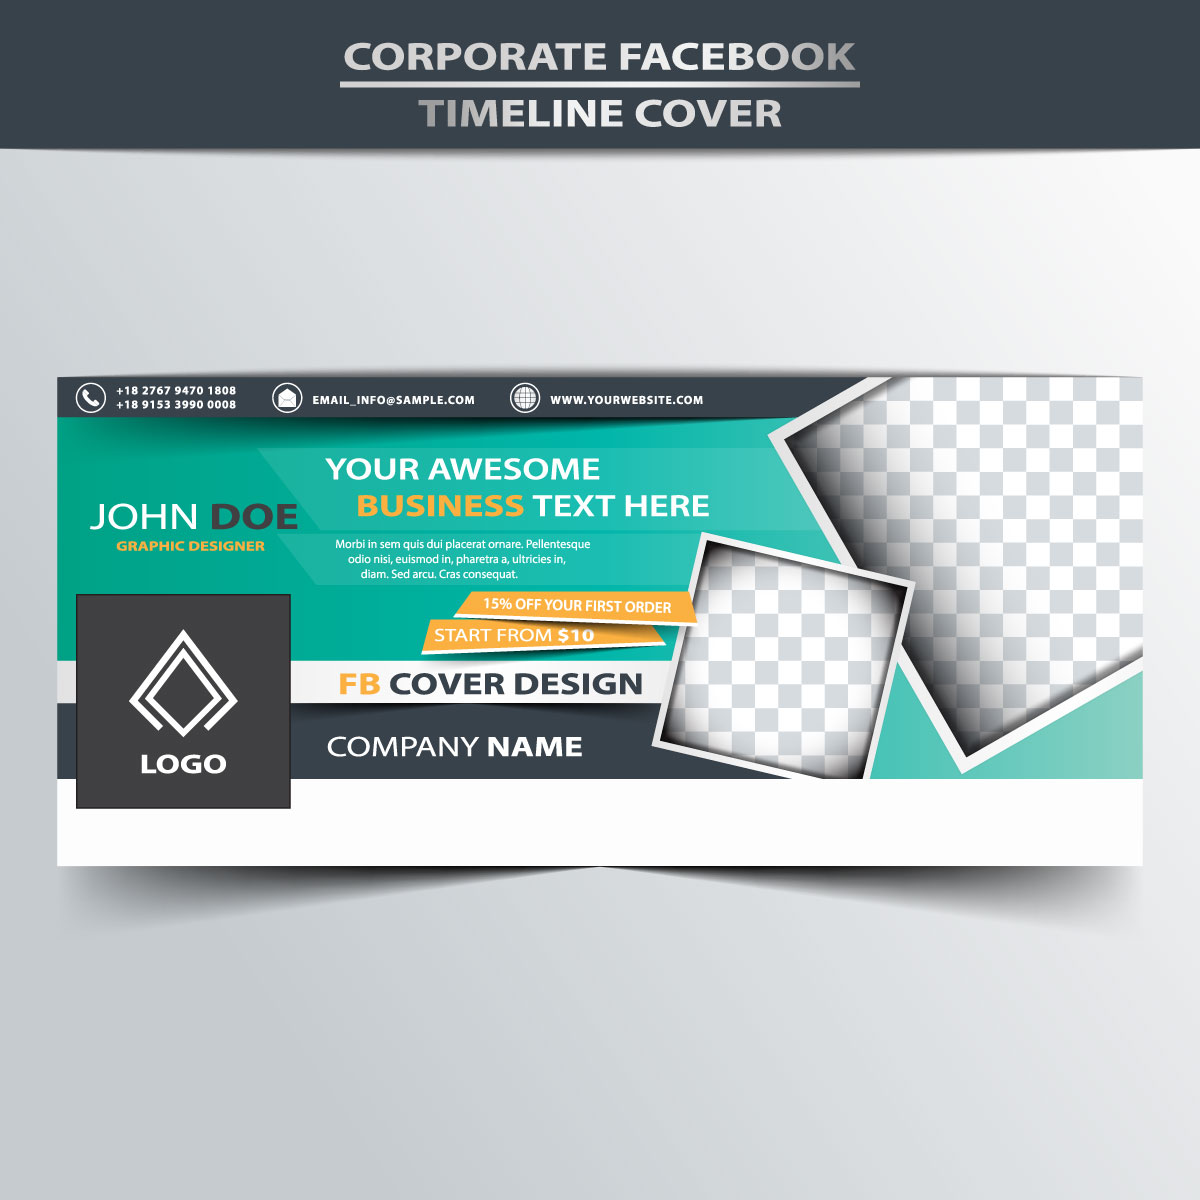 CORPORATE FACEBOOK
TIMELINE COVER
+18 2767 9470 1808
+18 9153 3990 0008
EMAIL_INFO@SAMPLE.COM
WWW.YOURWEBSITE.COM
YOUR AWESOME
BUSINESS TEXT HERE
JOHN DOE
GRAPHIC DESIGNER
Morbi in sem quis dui placerat ornare. Pellentesque
odio nisi, euismod in, pharetra a, ultricies in,
diam. Sed arcu. Cras consequat.
15% OFF YOUR FIRST ORDER
START FROM $10
FB COVER DESIGN
COMPANY NAME
LOGO